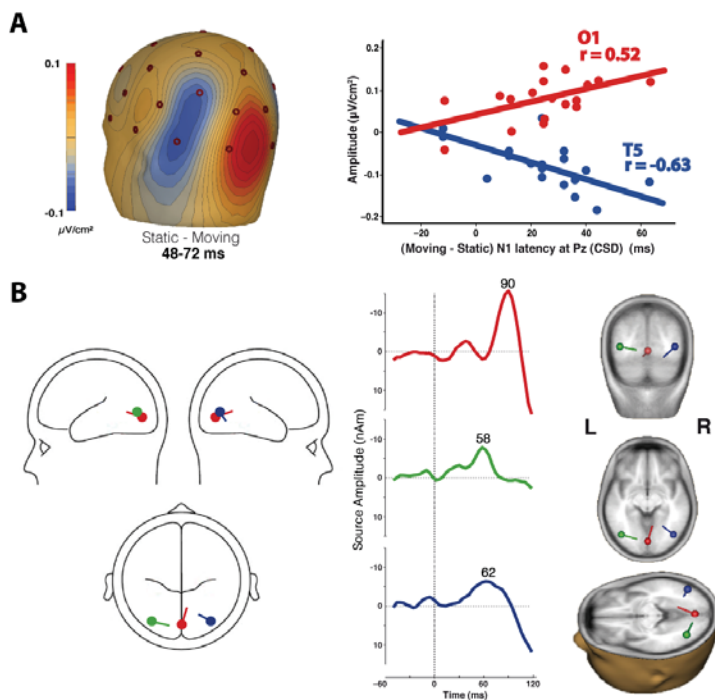 A
0.1
-0.1
µV/cm²
Static - Moving
48-72 ms
O1
r = 0.52
T5
r = -0.63
Amplitude (µV/cm²)
0.2
0.1
0
-0.1
-0.2
-20
0
20
40
60
(Moving - Static) N1 latency at Pz (CSD) (ms)
B
90
-10
0
10
58
-10
0
10
62
-10
0
10
Source Amplitude (nAm)
-60
0
60
120
Time (ms)
L
R